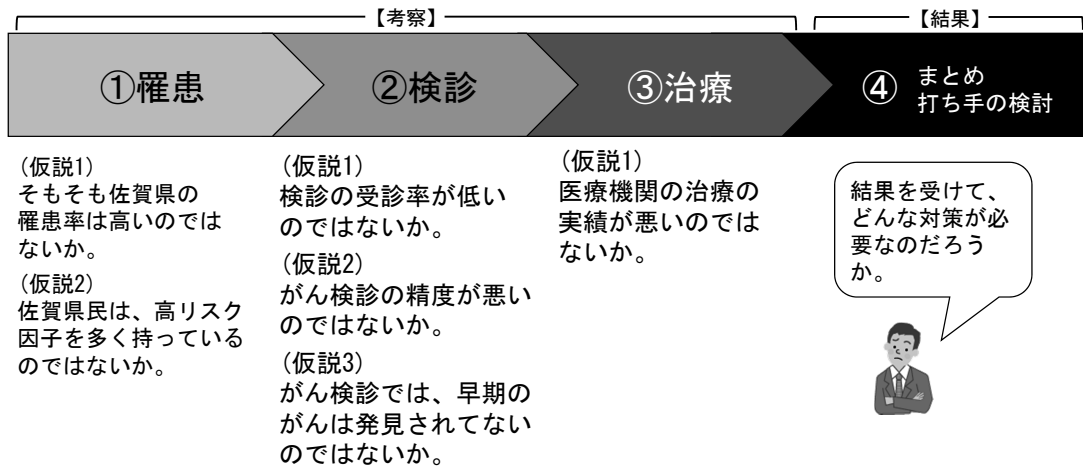 【考察】
【結果】
①罹患
②検診
③治療
④
まとめ
打ち手の検討
(仮説1)
そもそも佐賀県の
罹患率は高いのでは
ないか。
(仮説2)
佐賀県民は、高リスク
因子を多く持っている
のではないか。
(仮説1)
検診の受診率が低い
のではないか。
(仮説2)
がん検診の精度が悪い
のではないか。
(仮説3)
がん検診では、早期の
がんは発見されてない
のではないか。
(仮説1)
医療機関の治療の
実績が悪いのでは
ないか。
結果を受けて、
どんな対策が必
要なのだろう
か。